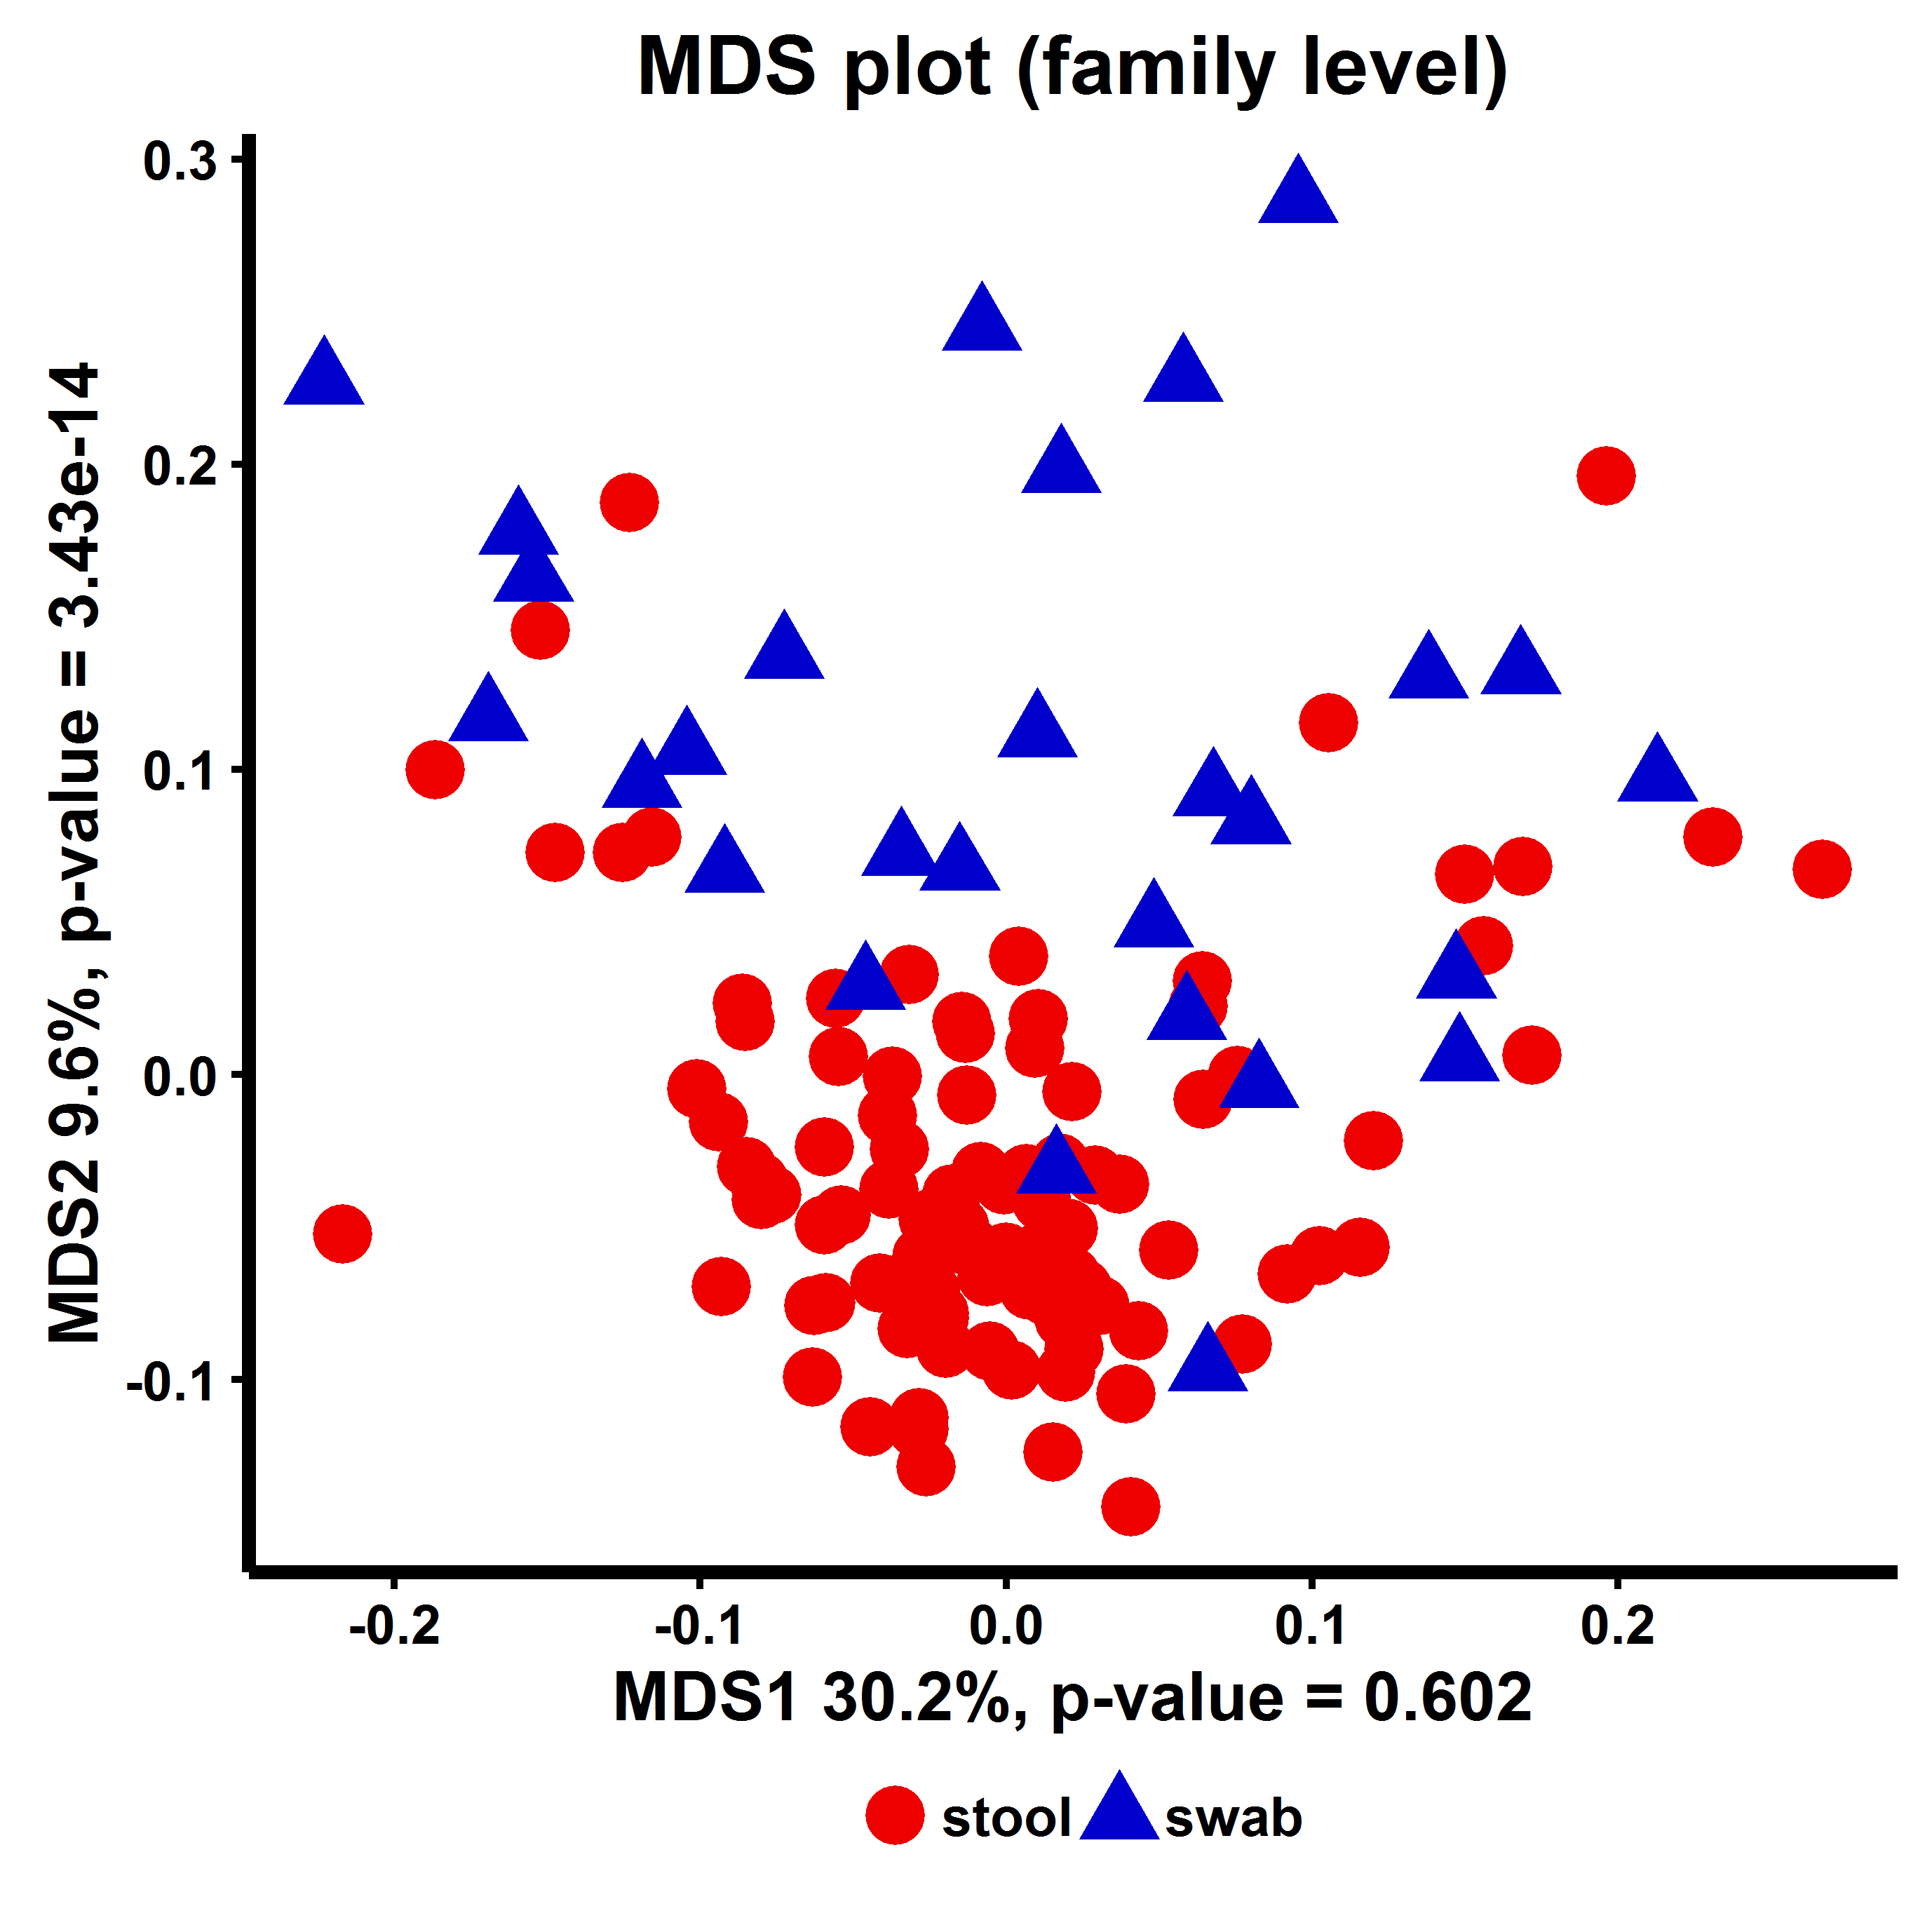 MDS plot (family level)
0.3
0.2
0.1
0.0
-0.1
MDS2 9.6%, p-value = 3.43e-14
-0.2 -0.1 0.0 0.1 0.2
MDS1 30.2%, p-value = 0.602
stool swab